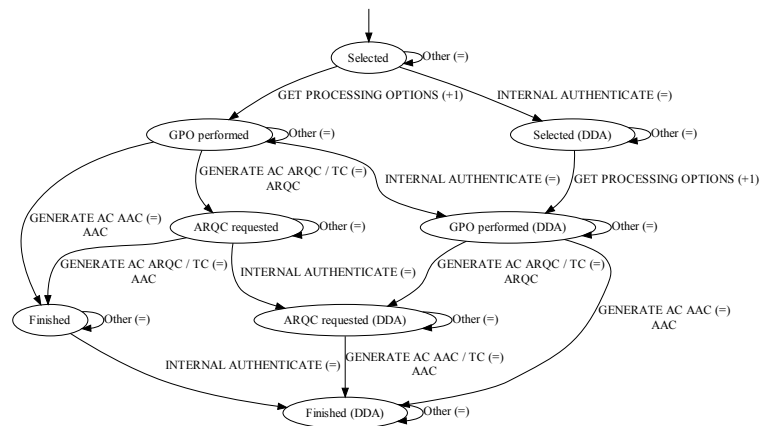 Selected
Other (=)
GET PROCESSING OPTIONS (+1)
INTERNAL AUTHENTICATE (=)
GPO performed
Other (=)
Selected (DDA)
Other (=)
GENERATE AC ARQC / TC (=)
ARQC
INTERNAL AUTHENTICATE (=)
GET PROCESSING OPTIONS (+1)
GENERATE AC AAC (=)
AAC
ARQC requested
Other (=)
GPO performed (DDA)
Other (=)
GENERATE AC ARQC / TC (=)
AAC
INTERNAL AUTHENTICATE (=)
GENERATE AC ARQC / TC (=)
ARQC
GENERATE AC AAC (=)
AAC
Finished
Other (=)
ARQC requested (DDA)
Other (=)
INTERNAL AUTHENTICATE (=)
GENERATE AC AAC / TC (=)
AAC
Finished (DDA)
Other (=)